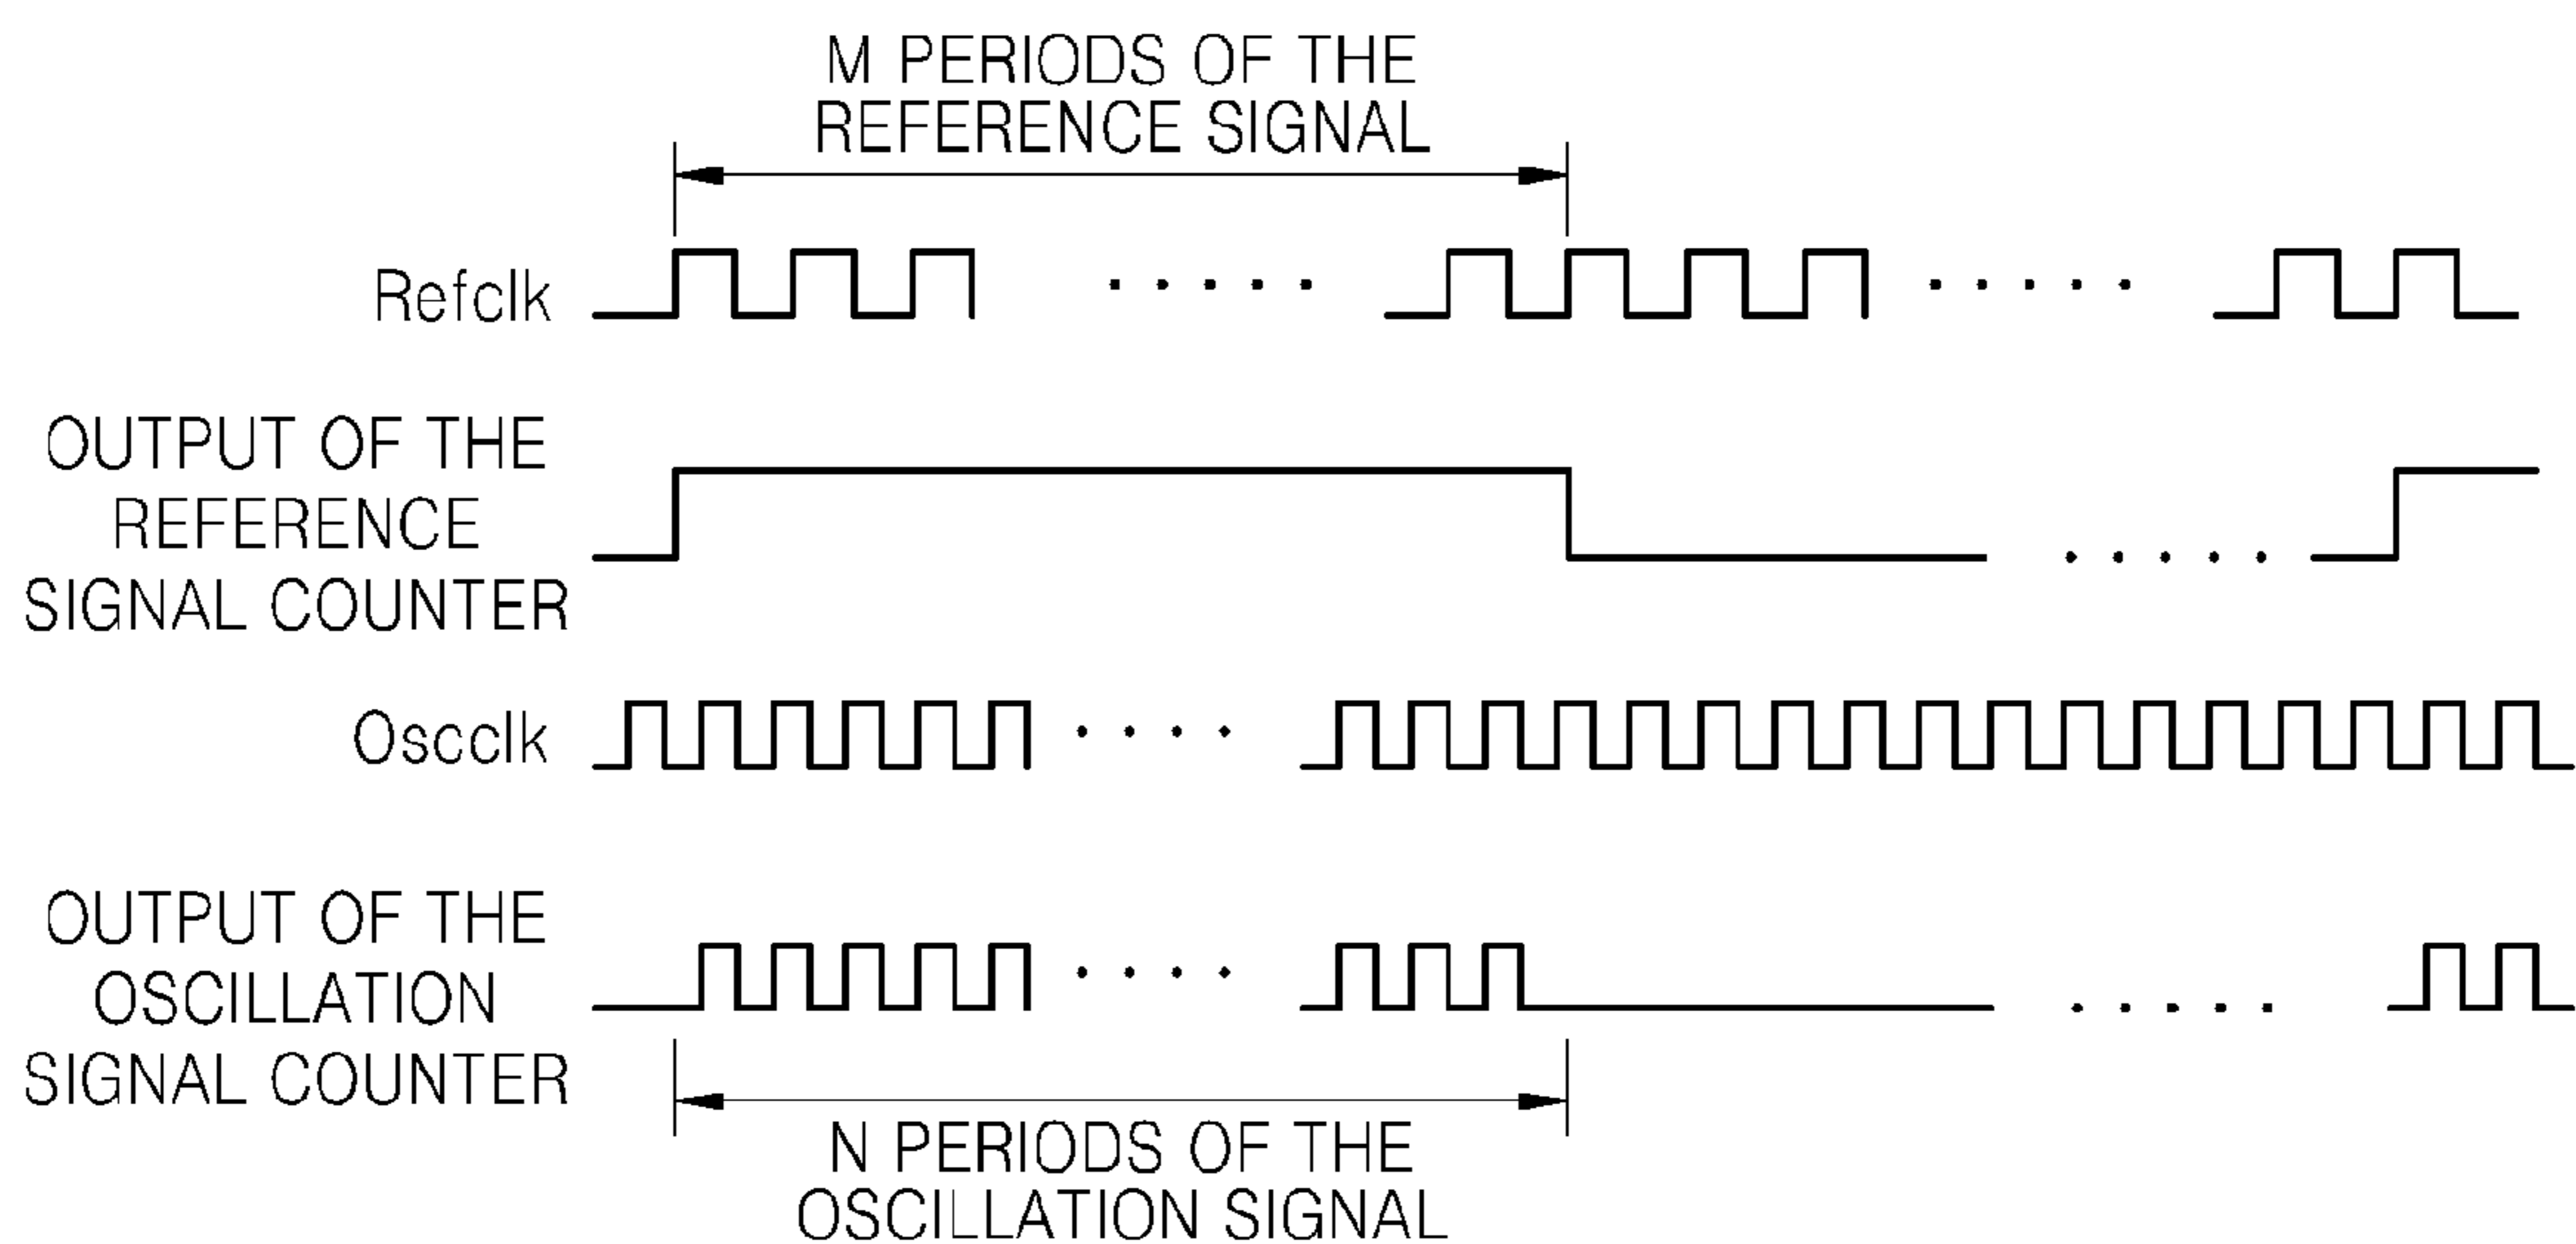 M PERIODS OF THE
REFERENCE SIGNAL
Refclk
OUTPUT OF THE
REFERENCE
SIGNAL COUNTER
Oscclk
OUTPUT OF THE
OSCILLATION
SIGNAL COUNTER
N PERIODS OF THE
OSCILLATION SIGNAL